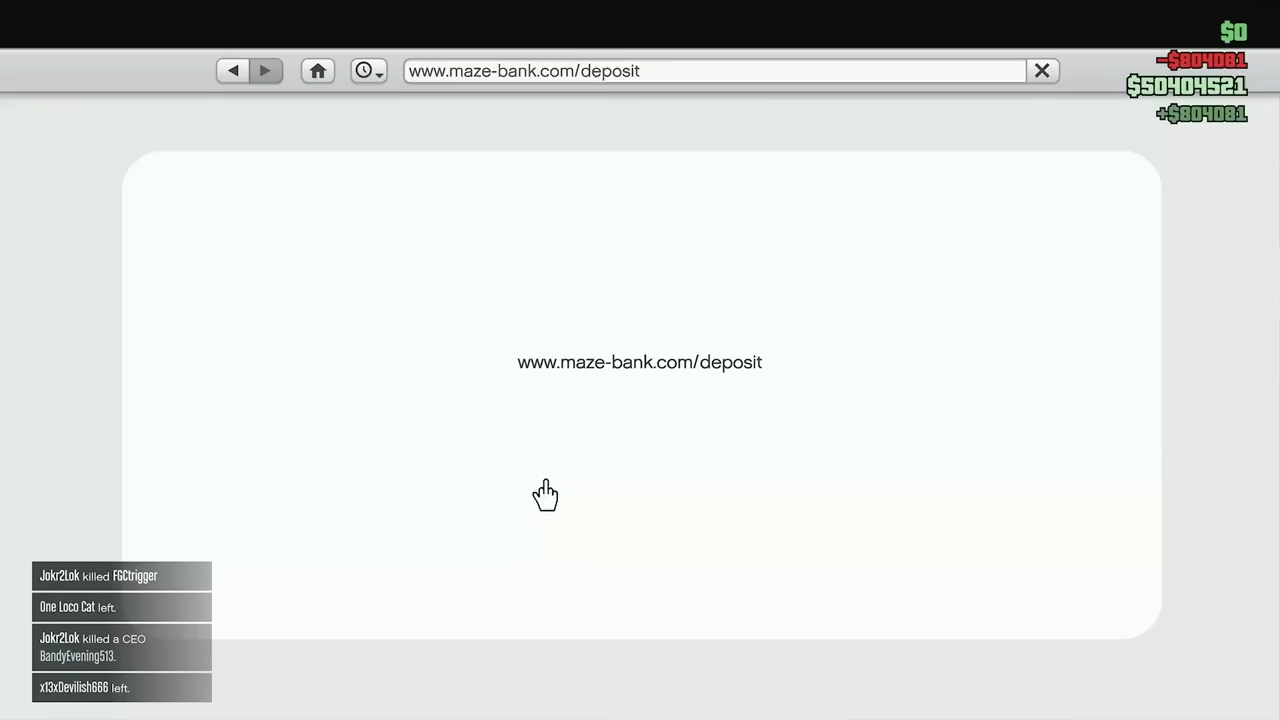 www.maze-bank.com/deposit
$0
-$804081
$50404521
+$804081
www.maze-bank.com/deposit
Jokr2Lok killed FGCtrigger
One Loco Cat left.
Jokr2Lok killed a CEO
BandyEvening513.
x13xDevilish666 left.